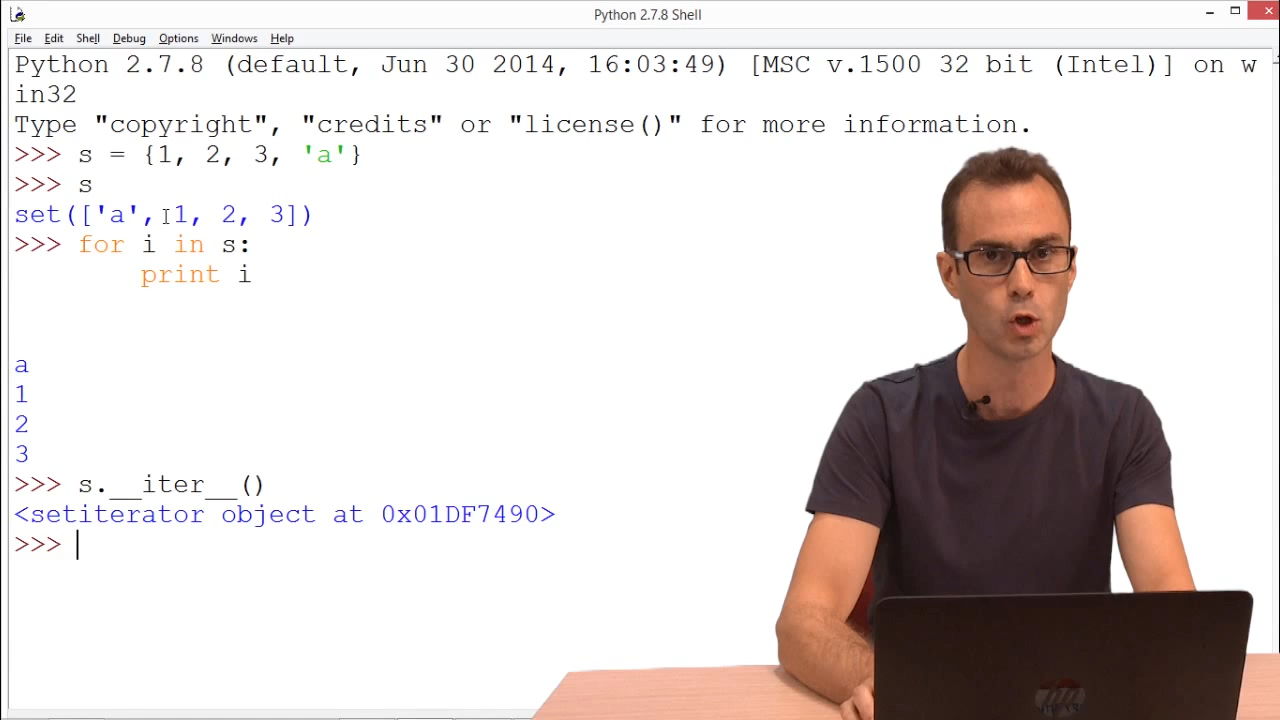 Python 2.7.8 Shell
File Edit Shell Debug Options Windows Help
Python 2.7.8 (default, Jun 30 2014, 16:03:49) [MSC v.1500 32 bit (Intel)] on w
in32
Type "copyright", "credits" or "license()" for more information.
>>> s = {1, 2, 3, 'a'}
>>> s
set(['a', 1, 2, 3])
>>> for i in s:
        print i
a
1
2
3
>>> s.__iter__()
<setiterator object at 0x01DF7490>
>>>